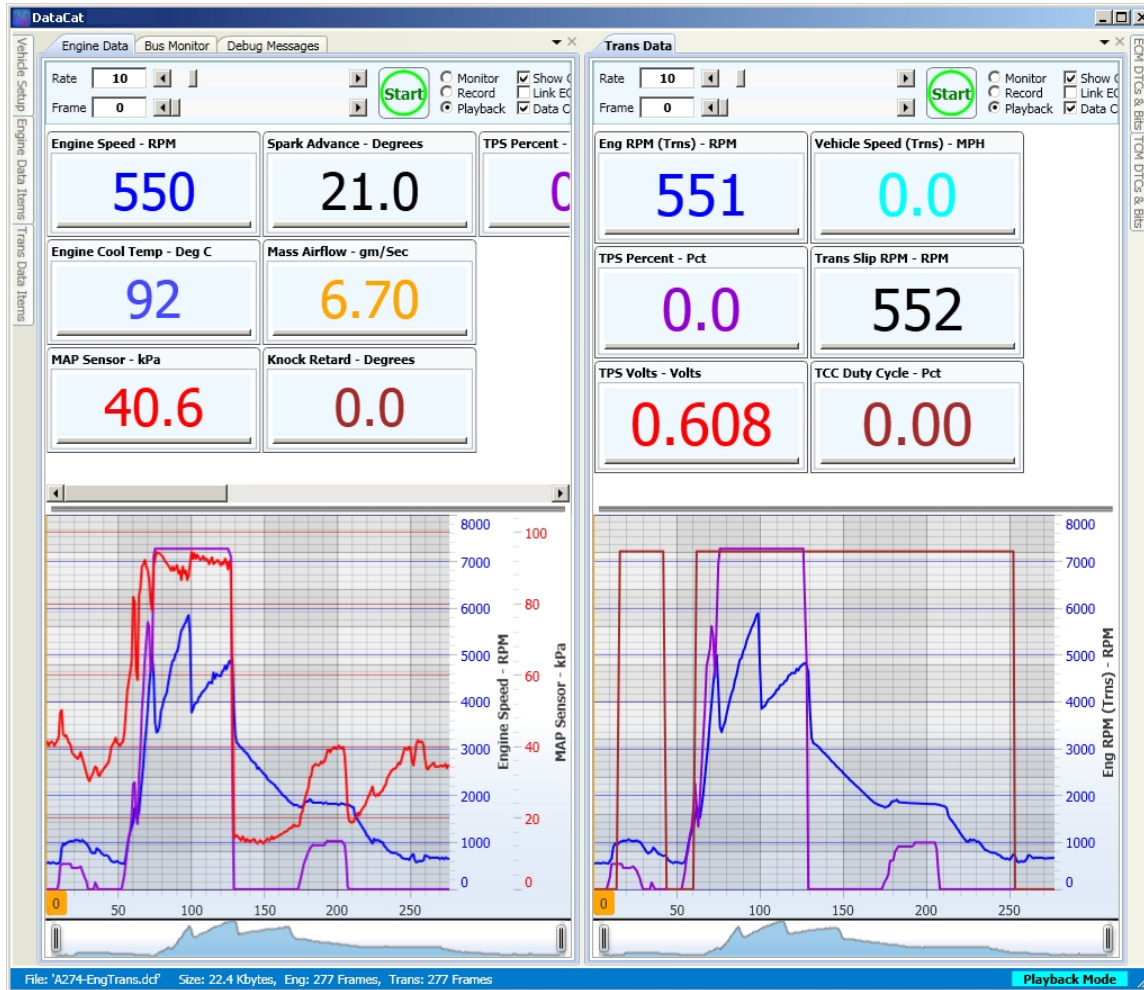 DataCat
Vehicle Setup
Engine Data Items
Trans Data Items
Engine Data
Bus Monitor
Debug Messages
Rate 10
Frame 0
Start
Monitor
Record
Playback
Show
Link
Data
Engine Speed - RPM
550
Spark Advance - Degrees
21.0
TPS Percent -
Engine Cool Temp - Deg C
92
Mass Airflow - gm/Sec
6.70
MAP Sensor - kPa
40.6
Knock Retard - Degrees
0.0
8000
7000
6000
5000
4000
3000
2000
1000
0
Engine Speed - RPM
100
80
60
40
20
0
MAP Sensor - kPa
0
50
100
150
200
250
Trans Data
Rate 10
Frame 0
Start
Monitor
Record
Playback
Show
Link
Data
Eng RPM (Trns) - RPM
551
Vehicle Speed (Trns) - MPH
0.0
TPS Percent - Pct
0.0
Trans Slip RPM - RPM
552
TPS Volts - Volts
0.608
TCC Duty Cycle - Pct
0.00
8000
7000
6000
5000
4000
3000
2000
1000
0
Eng RPM (Trns) - RPM
0
50
100
150
200
250
ECM DTCs & Bits
TCM DTCs & Bits
File: 'A274-EngTrans.dcf' Size: 22.4 Kbytes, Eng: 277 Frames, Trans: 277 Frames
Playback Mode